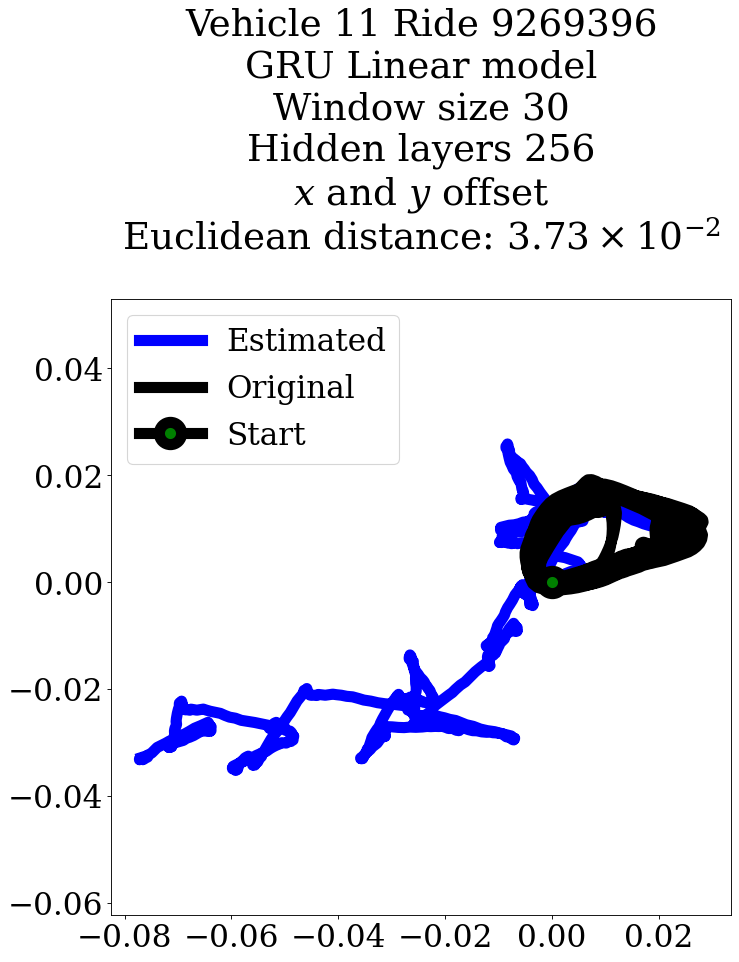 Vehicle 11 Ride 9269396
GRU Linear model
Window size 30
Hidden layers 256
x and y offset
Euclidean distance: 3.73 × 10⁻²
Estimated
Original
Start
0.04
0.02
0.00
−0.02
−0.04
−0.06
−0.08 −0.06 −0.04 −0.02 0.00 0.02